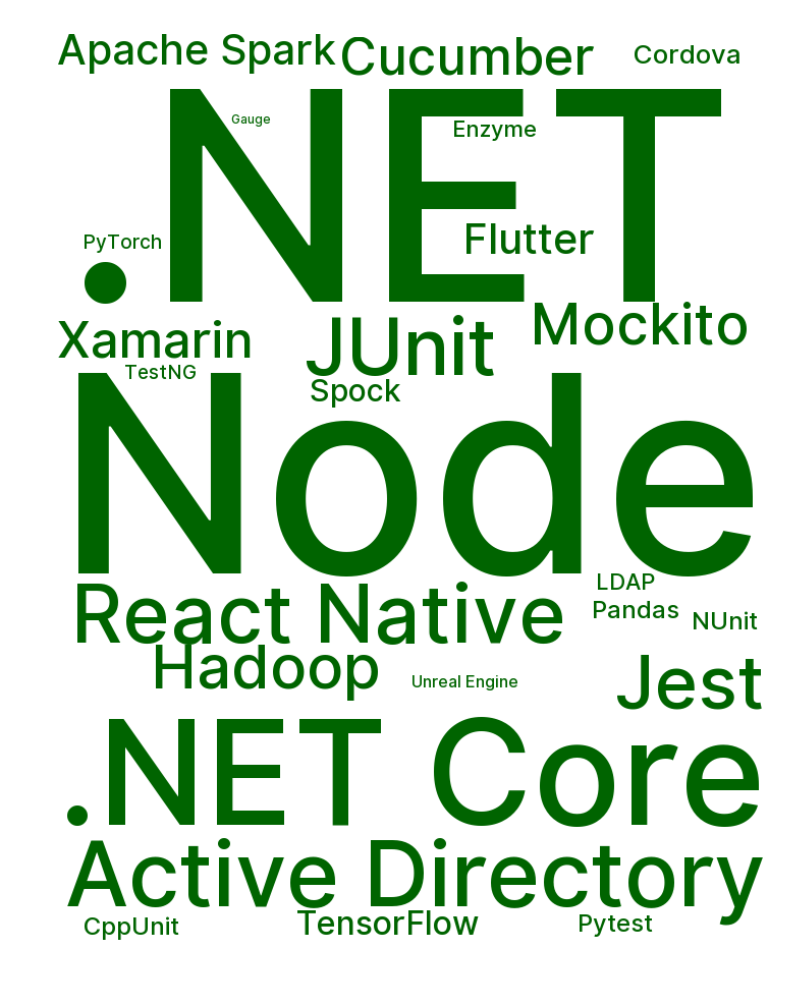 Apache Spark
Cucumber
Cordova
.NET
Gauge
Enzyme
PyTorch
Flutter
Xamarin
JUnit
Mockito
TestNG
Spock
Node
LDAP
React Native
Pandas
NUnit
Hadoop
Unreal Engine
Jest
.NET Core
Active Directory
CppUnit
TensorFlow
Pytest